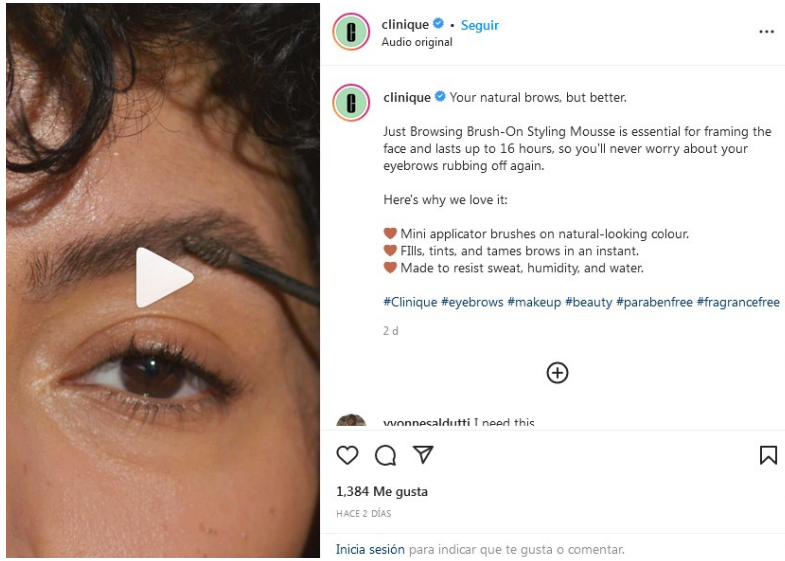 clinique • Seguir
Audio original
clinique Your natural brows, but better.
Just Browsing Brush-On Styling Mousse is essential for framing the
face and lasts up to 16 hours, so you'll never worry about your
eyebrows rubbing off again.
Here's why we love it:
Mini applicator brushes on natural-looking colour.
FIlls, tints, and tames brows in an instant.
Made to resist sweat, humidity, and water.
#Clinique #eyebrows #makeup #beauty #parabenfree #fragrancefree
2 d
yvonnesaldutti I need this
1,384 Me gusta
HACE 2 DÍAS
Inicia sesión para indicar que te gusta o comentar.